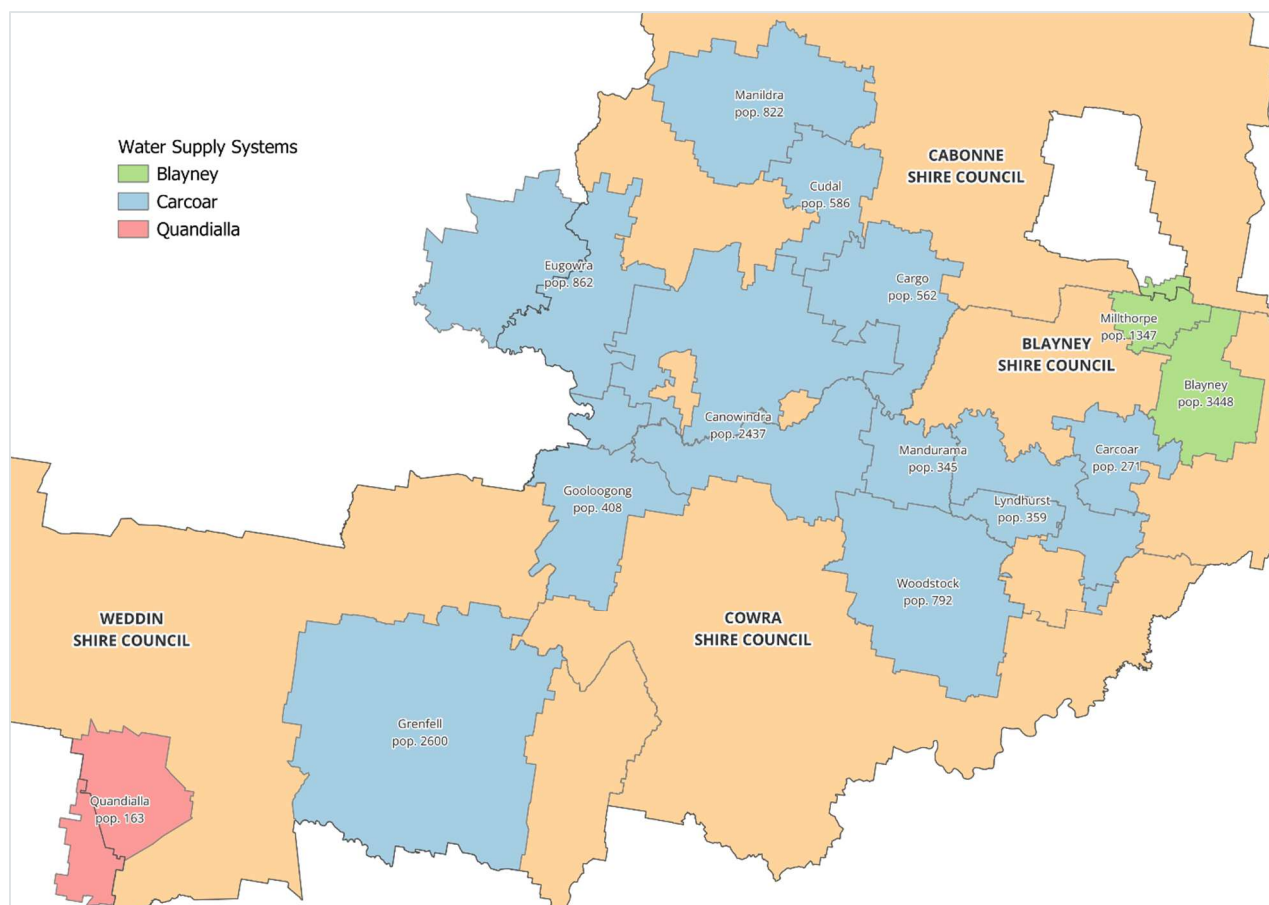 Water Supply Systems
Blayney
Carcoar
Quandialla
Manildra
pop. 822
CABONNE
SHIRE COUNCIL
Cudal
pop. 586
Eugowra
pop. 862
Cargo
pop. 562
Millthorpe
pop. 1347
BLAYNEY
SHIRE COUNCIL
Blayney
pop. 3448
Canowindra
pop. 2437
Mandurama
pop. 345
Carcoar
pop. 271
Gooloogong
pop. 408
Lyndhurst
pop. 359
Woodstock
pop. 792
WEDDIN
SHIRE COUNCIL
COWRA
SHIRE COUNCIL
Grenfell
pop. 2600
Quandialla
pop. 163